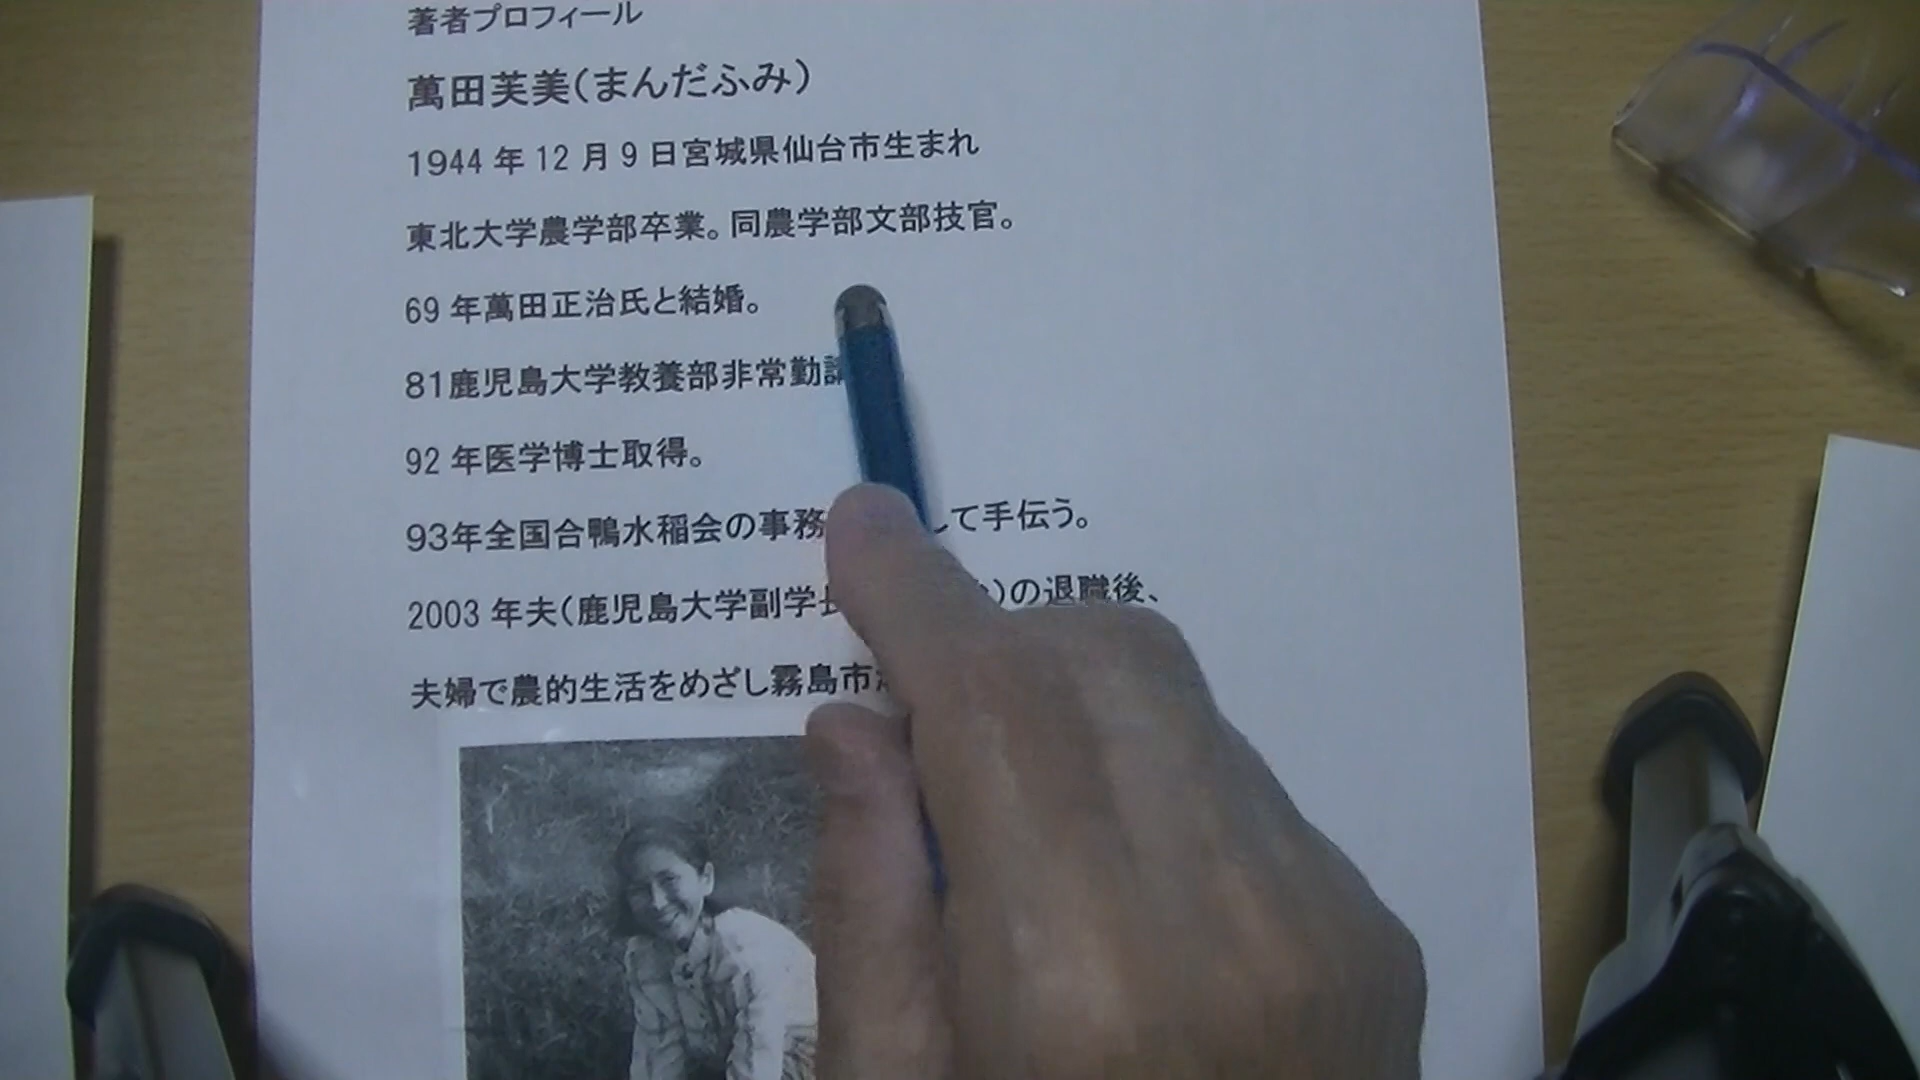 著者プロフィール
萬田芙美(まんだふみ)
1944年12月9日宮城県仙台市生まれ
東北大学農学部卒業。同農学部文部技官。
69年萬田正治氏と結婚。
81鹿児島大学教養部非常勤
92年医学博士取得。
93年全国合鴨水稲会の事務 して手伝う。
2003年夫(鹿児島大学副学長 )の退職後、
夫婦で農的生活をめざし霧島市